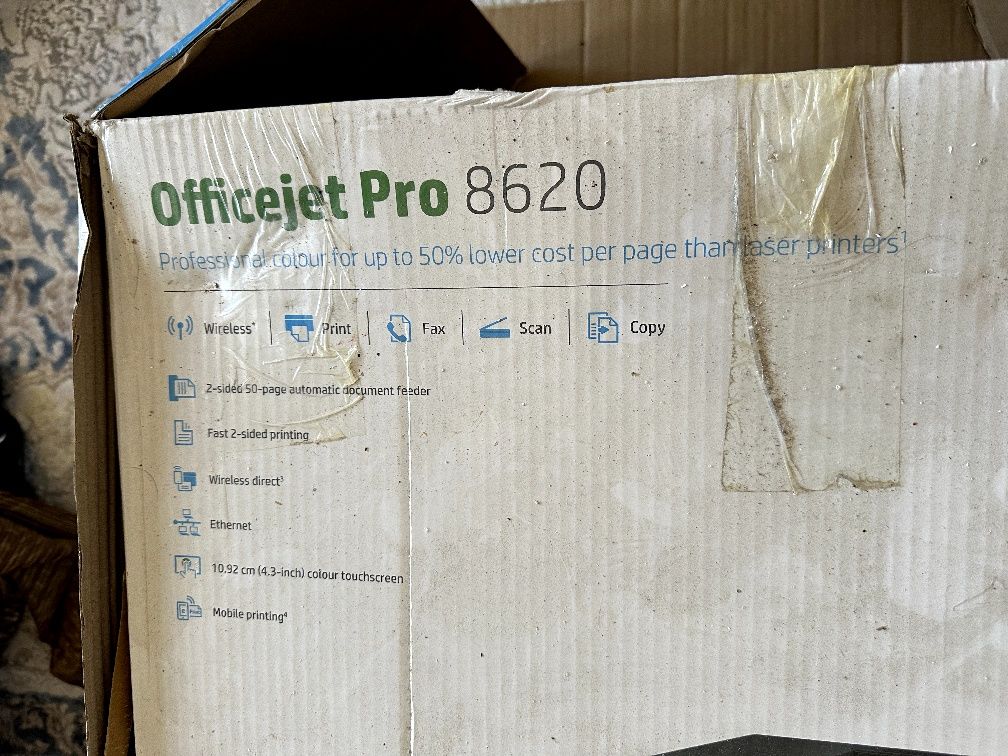 Officejet Pro 8620
Professional colour for up to 50% lower cost per page than laser printers¹
Wireless* Print Fax Scan Copy
2-sided 50-page automatic document feeder
Fast 2-sided printing
Wireless direct³
Ethernet
10.92 cm (4.3-inch) colour touchscreen
Mobile printing⁴